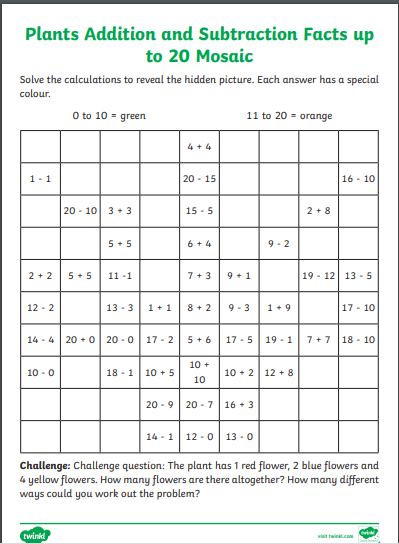 Plants Addition and Subtraction Facts up
to 20 Mosaic
Solve the calculations to reveal the hidden picture. Each answer has a special
colour.
0 to 10 = green 11 to 20 = orange
4 + 4
1 - 1 20 - 15 16 - 10
20 - 10 3 + 3 15 - 5 2 + 8
5 + 5 6 + 4 9 - 2
2 + 2 5 + 5 11 -1 7 + 3 9 + 1 19 - 12 13 - 5
12 - 2 13 - 3 1 + 1 8 + 2 9 - 3 1 + 9 17 - 10
14 - 4 20 + 0 20 - 0 17 - 2 5 + 6 17 - 5 19 - 1 7 + 7 18 - 10
10 - 0 18 - 1 10 + 5 10 +
10 10 + 2 12 + 8
20 - 9 20 - 7 16 + 3
14 - 1 12 - 0 13 - 0
Challenge: Challenge question: The plant has 1 red flower, 2 blue flowers and
4 yellow flowers. How many flowers are there altogether? How many different
ways could you work out the problem?
twinkl visit twinkl.com twinkl